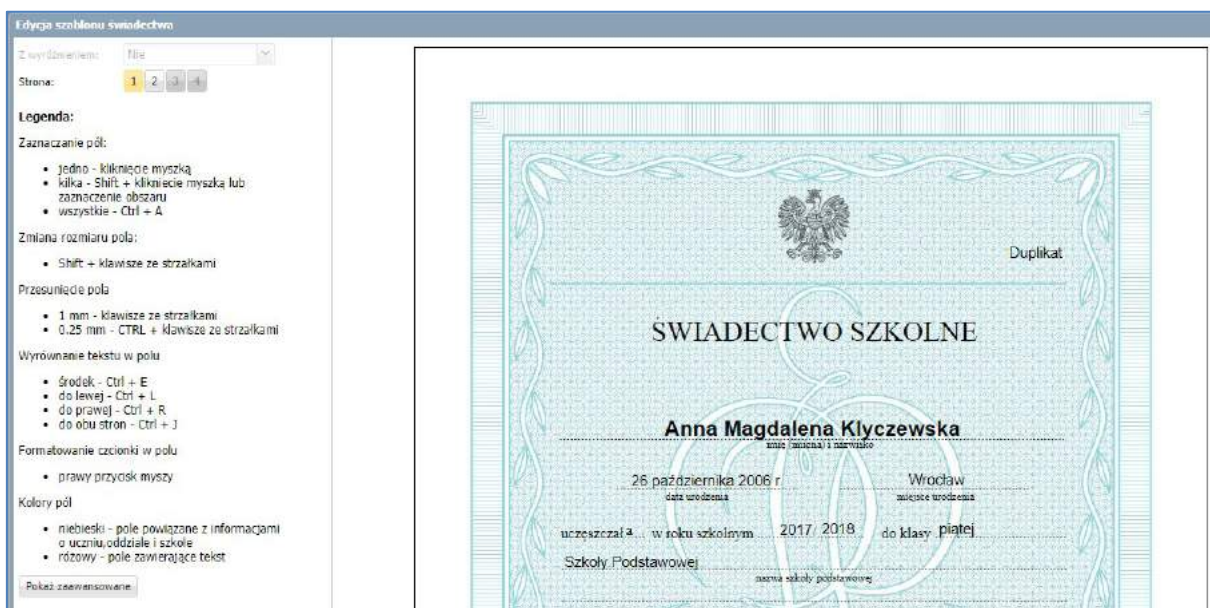 Edycja szablonu świadectwa
Z wyróżnieniem: Nie
Strona: 1 2 3 4
Legenda:
Zaznaczanie pól:
• jedno - kliknięcie myszką
• kilka - Shift + kliknięcie myszką lub
zaznaczenie obszaru
• wszystkie - Ctrl + A
Zmiana rozmiaru pola:
• Shift + klawisze ze strzałkami
Przesunięcie pola
• 1 mm - klawisze ze strzałkami
• 0.25 mm - CTRL + klawisze ze strzałkami
Wyrównanie tekstu w polu
• środek - Ctrl + E
• do lewej - Ctrl + L
• do prawej - Ctrl + R
• do obu stron - Ctrl + J
Formatowanie czcionki w polu
• prawy przycisk myszy
Kolory pól
• niebieski - pole powiązane z informacjami
o uczniu,oddziale i szkole
• różowy - pole zawierające tekst
Pokaż zaawansowane
Duplikat
ŚWIADECTWO SZKOLNE
Anna Magdalena Klyczewska
imię (imiona) i nazwisko
26 października 2006 r. Wrocław
data urodzenia miejsce urodzenia
uczęszczał a w roku szkolnym 2017/ 2018 do klasy piątej
Szkoły Podstawowej
nazwa szkoły podstawowej